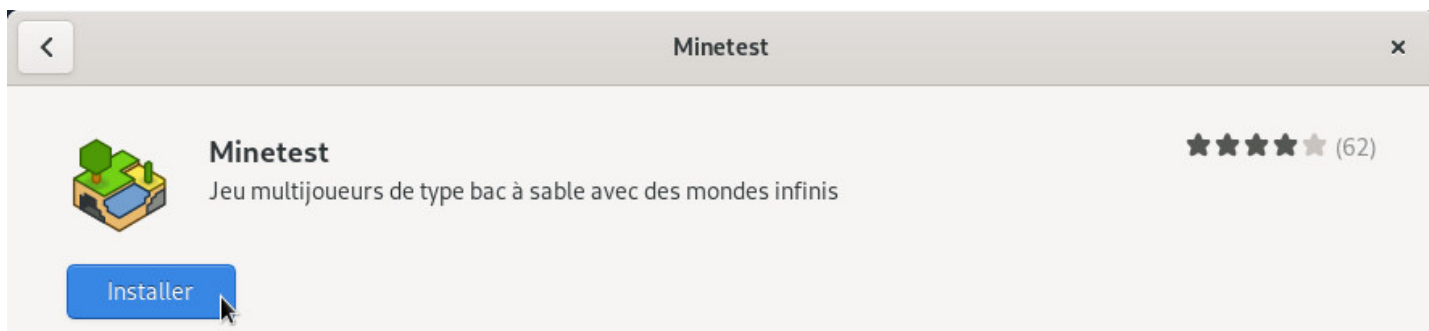 Minetest
Minetest
(62)
Jeu multijoueurs de type bac à sable avec des mondes infinis
Installer